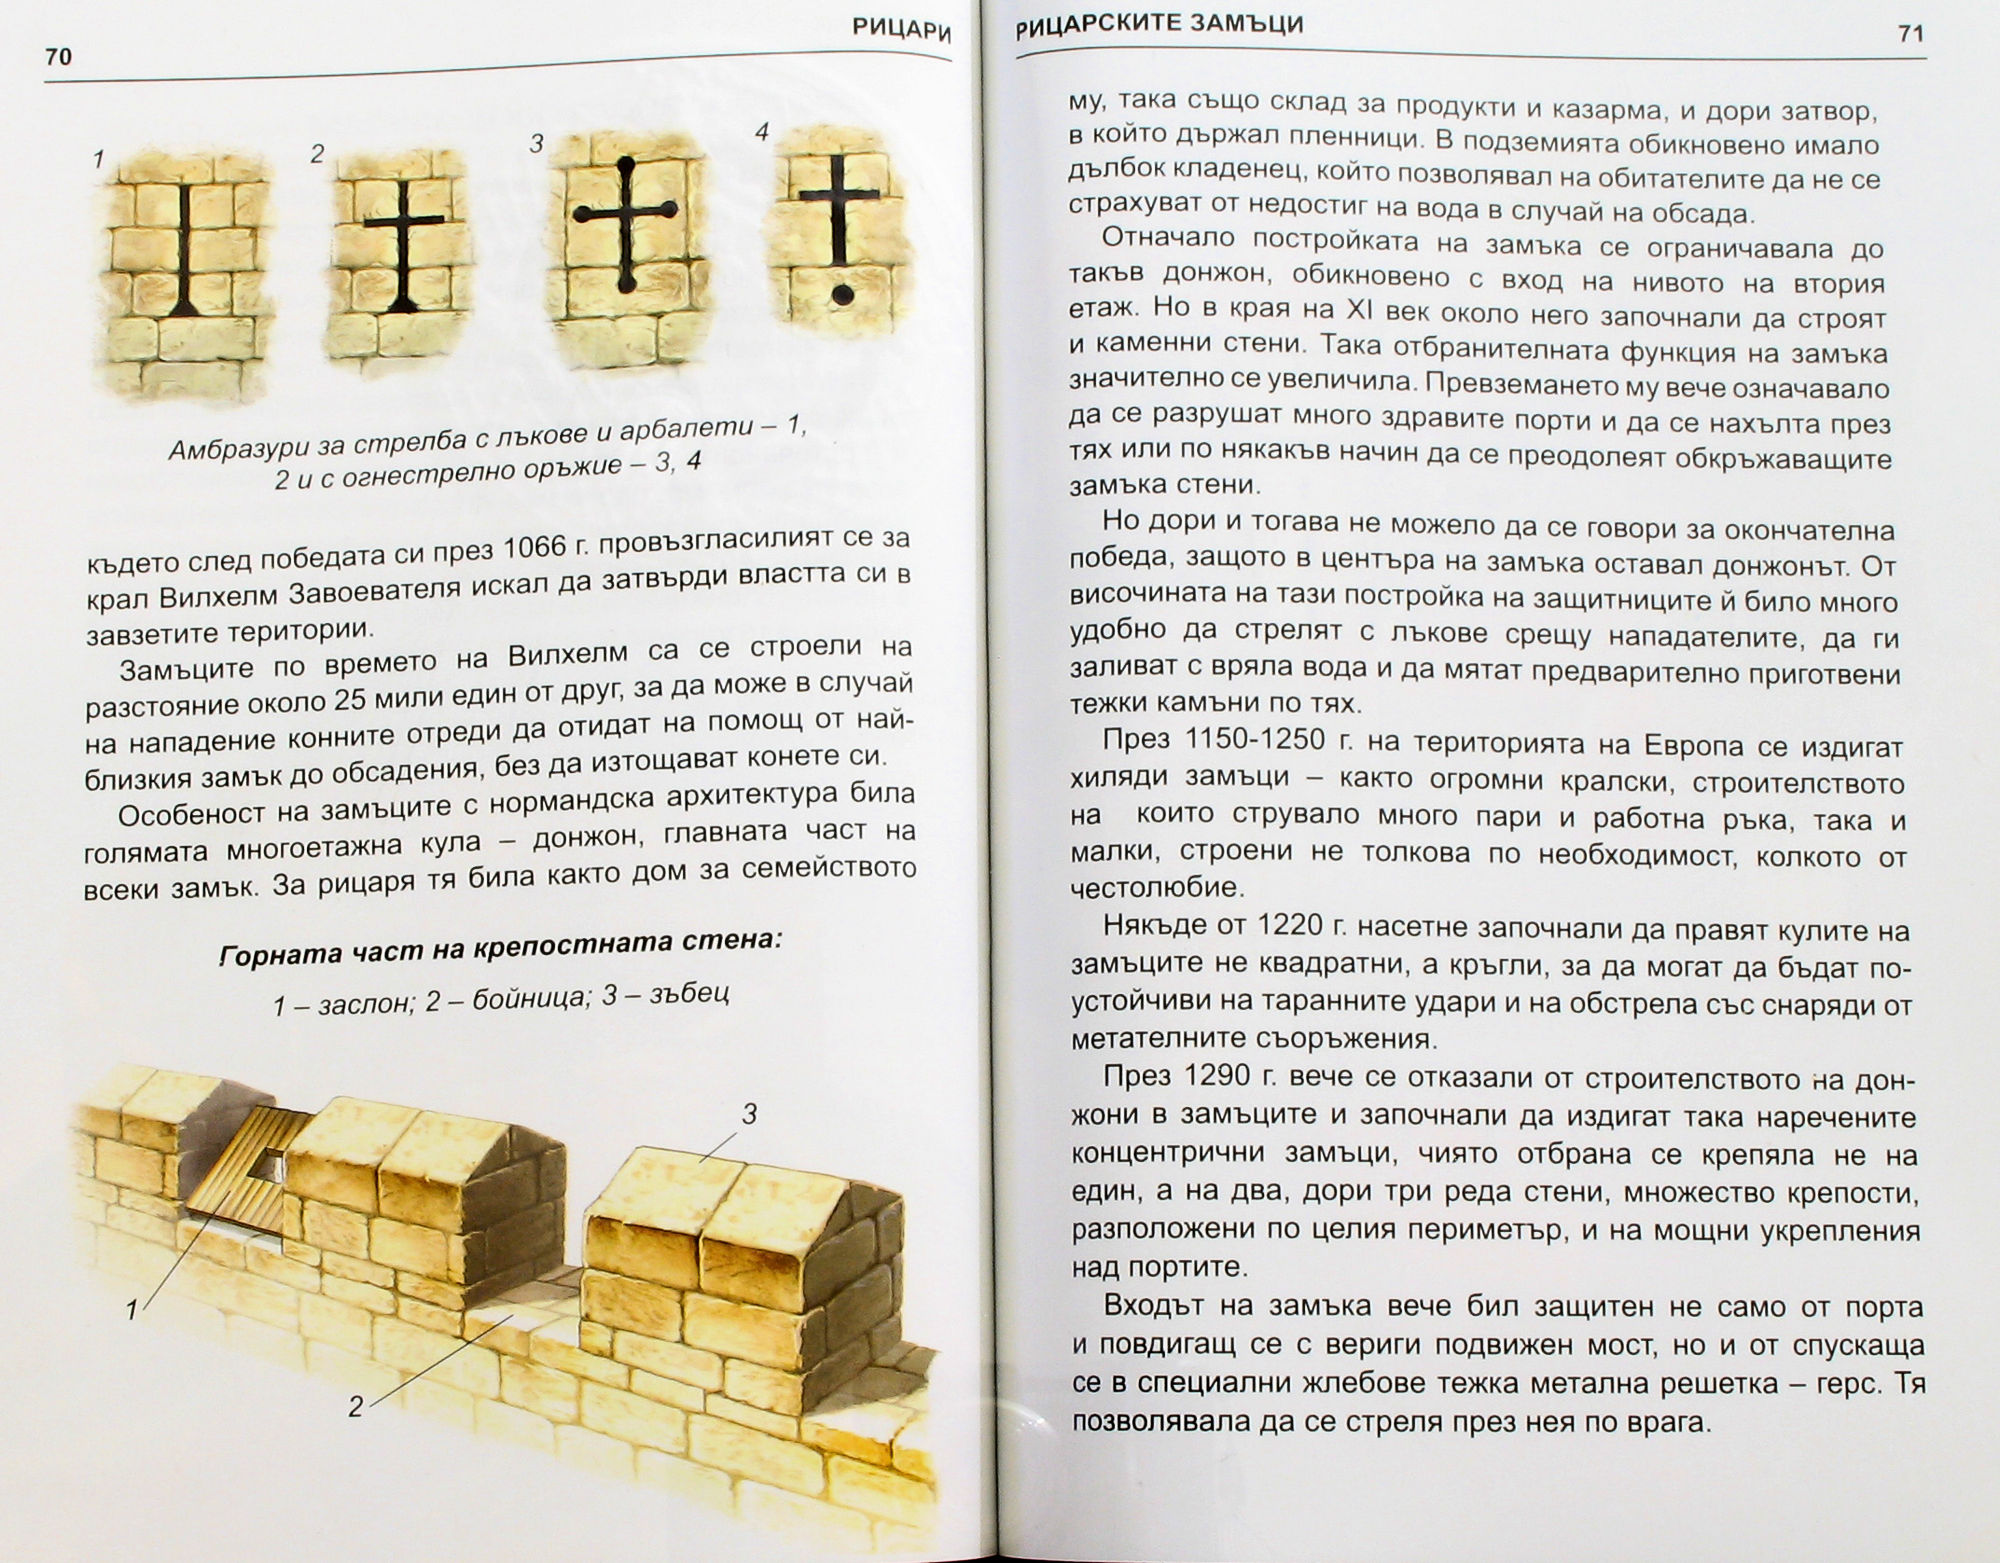 70
РИЦАРИ
1
2
3
4
Амбразури за стрелба с лъкове и арбалети – 1,
2 и с огнестрелно оръжие – 3, 4
където след победата си през 1066 г. провъзгласилият се за
крал Вилхелм Завоевателя искал да затвърди властта си в
завзетите територии.
Замъците по времето на Вилхелм са се строели на
разстояние около 25 мили един от друг, за да може в случай
на нападение конните отреди да отидат на помощ от най-
близкия замък до обсадения, без да изтощават конете си.
Особеност на замъците с нормандска архитектура била
голямата многоетажна кула – донжон, главната част на
всеки замък. За рицаря тя била както дом за семейството
Горната част на крепостната стена:
1 – заслон; 2 – бойница; 3 – зъбец
3
1
2
РИЦАРСКИТЕ ЗАМЪЦИ
71
му, така също склад за продукти и казарма, и дори затвор,
в който държал пленници. В подземията обикновено имало
дълбок кладенец, който позволявал на обитателите да не се
страхуват от недостиг на вода в случай на обсада.
Отначало постройката на замъка се ограничавала до
такъв донжон, обикновено с вход на нивото на втория
етаж. Но в края на XI век около него започнали да строят
и каменни стени. Така отбранителната функция на замъка
значително се увеличила. Превземането му вече означавало
да се разрушат много здравите порти и да се нахълта през
тях или по някакъв начин да се преодолеят обкръжаващите
замъка стени.
Но дори и тогава не можело да се говори за окончателна
победа, защото в центъра на замъка оставал донжонът. От
височината на тази постройка на защитниците й било много
удобно да стрелят с лъкове срещу нападателите, да ги
заливат с вряла вода и да мятат предварително приготвени
тежки камъни по тях.
През 1150-1250 г. на територията на Европа се издигат
хиляди замъци – както огромни кралски, строителството
на които струвало много пари и работна ръка, така и
малки, строени не толкова по необходимост, колкото от
честолюбие.
Някъде от 1220 г. насетне започнали да правят кулите на
замъците не квадратни, а кръгли, за да могат да бъдат по-
устойчиви на таранните удари и на обстрела със снаряди от
метателните съоръжения.
През 1290 г. вече се отказали от строителството на дон-
жони в замъците и започнали да издигат така наречените
концентрични замъци, чиято отбрана се крепяла не на
един, а на два, дори три реда стени, множество крепости,
разположени по целия периметър, и на мощни укрепления
над портите.
Входът на замъка вече бил защитен не само от порта
и повдигащ се с вериги подвижен мост, но и от спускаща
се в специални жлебове тежка метална решетка – герс. Тя
позволявала да се стреля през нея по врага.